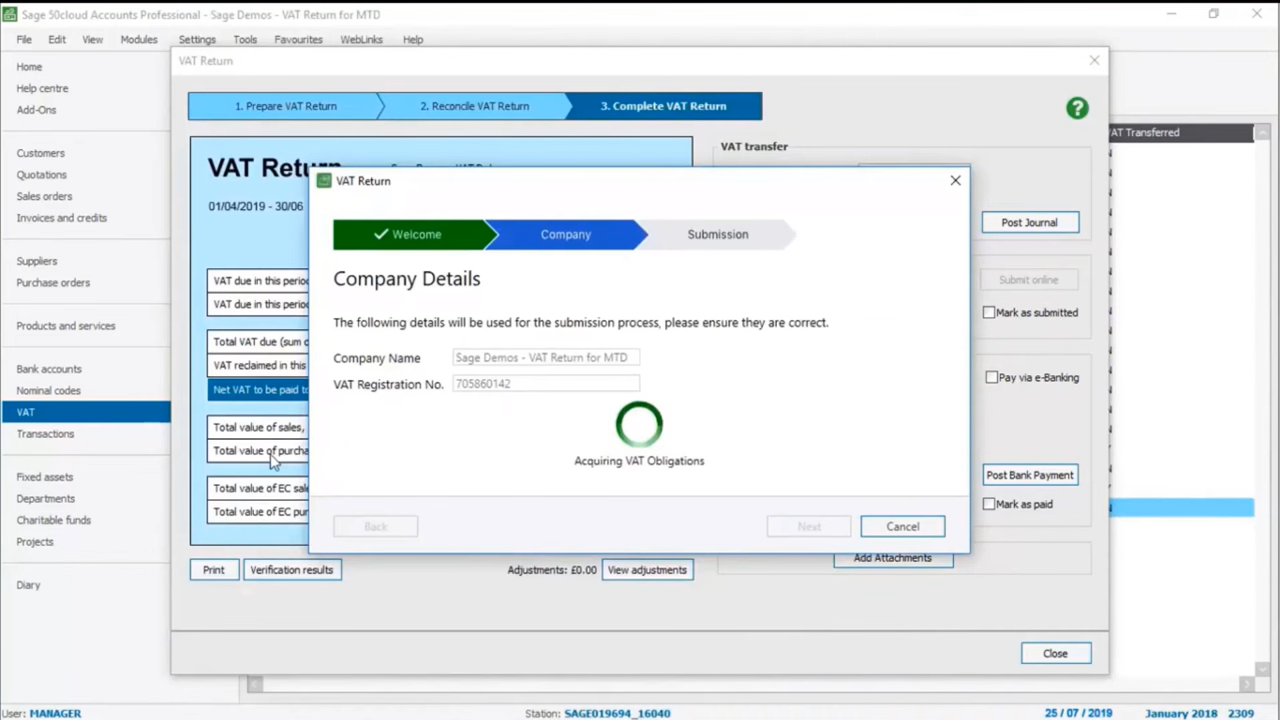 Sage 50cloud Accounts Professional - Sage Demos - VAT Return for MTD
File Edit View Modules Settings Tools Favourites WebLinks Help
Home
Help centre
Add-Ons
Customers
Quotations
Sales orders
Invoices and credits
Suppliers
Purchase orders
Products and services
Bank accounts
Nominal codes
VAT
Transactions
Fixed assets
Departments
Charitable funds
Projects
Diary
VAT Return
1. Prepare VAT Return 2. Reconcile VAT Return 3. Complete VAT Return
?
VAT Return
01/04/2019 - 30/06
VAT due in this period
VAT due in this period
Total VAT due (sum o
VAT reclaimed in this
Net VAT to be paid to
Total value of sales,
Total value of purcha
Total value of EC sale
Total value of EC pur
Print Verification results Adjustments: £0.00 View adjustments
VAT transfer
Post Journal
Submit online
Mark as submitted
Pay via e-Banking
Post Bank Payment
Mark as paid
Add Attachments
Close
VAT Transferred
VAT Return
Welcome Company Submission
Company Details
The following details will be used for the submission process, please ensure they are correct.
Company Name Sage Demos - VAT Return for MTD
VAT Registration No. 705860142
Acquiring VAT Obligations
Back Next Cancel
User: MANAGER Station: SAGE019694_16040 25 / 07 / 2019 January 2018 2309